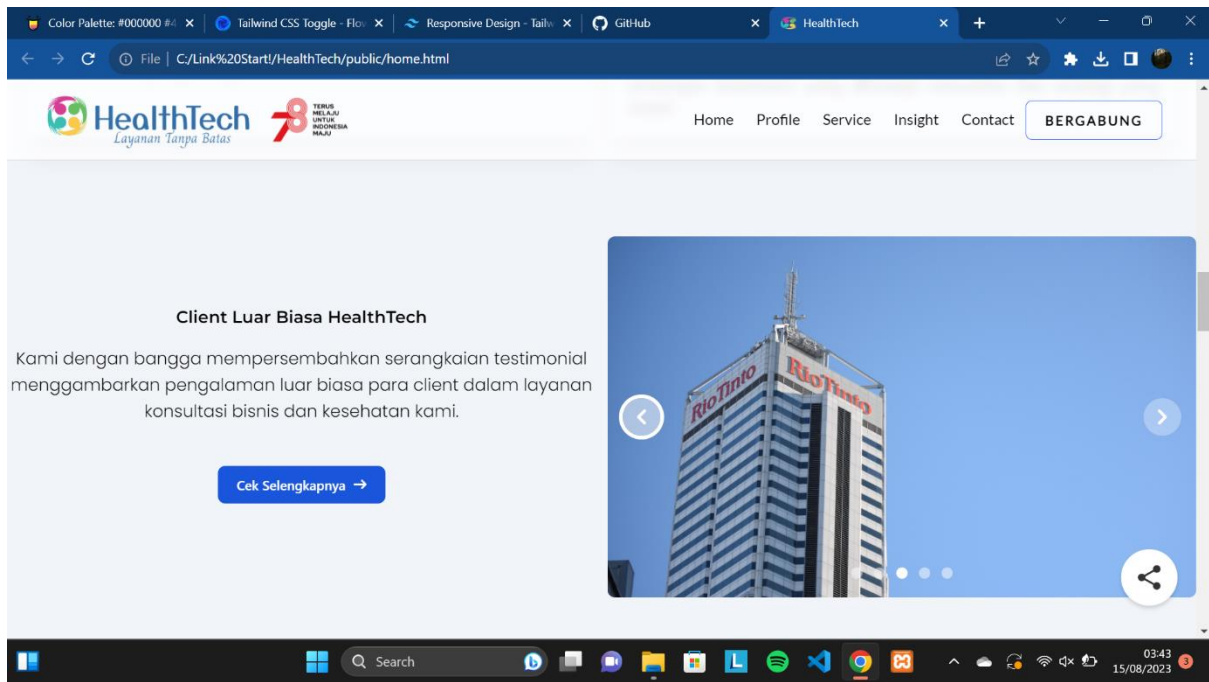 Color Palette: #000000 #4
Tailwind CSS Toggle - Flow
Responsive Design - Tailw
GitHub
HealthTech
File
C:/Link%20Start!/HealthTech/public/home.html
HealthTech
Layanan Tanpa Batas
78
TERUS
MELAJU
UNTUK
INDONESIA
MAJU
Home
Profile
Service
Insight
Contact
BERGABUNG
Client Luar Biasa HealthTech
Kami dengan bangga mempersembahkan serangkaian testimonial
menggambarkan pengalaman luar biasa para client dalam layanan
konsultasi bisnis dan kesehatan kami.
Cek Selengkapnya →
RioTinto
RioTinto
Search
03:43
15/08/2023
3